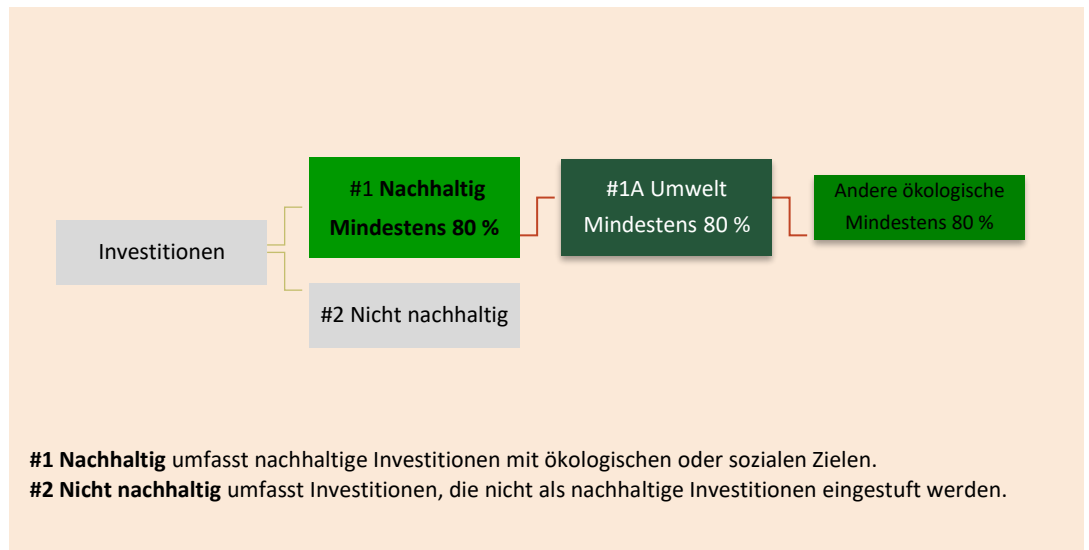 #1 Nachhaltig
Mindestens 80 %
#1A Umwelt
Mindestens 80 %
Andere ökologische
Mindestens 80 %
Investitionen
#2 Nicht nachhaltig
#1 Nachhaltig umfasst nachhaltige Investitionen mit ökologischen oder sozialen Zielen.
#2 Nicht nachhaltig umfasst Investitionen, die nicht als nachhaltige Investitionen eingestuft werden.